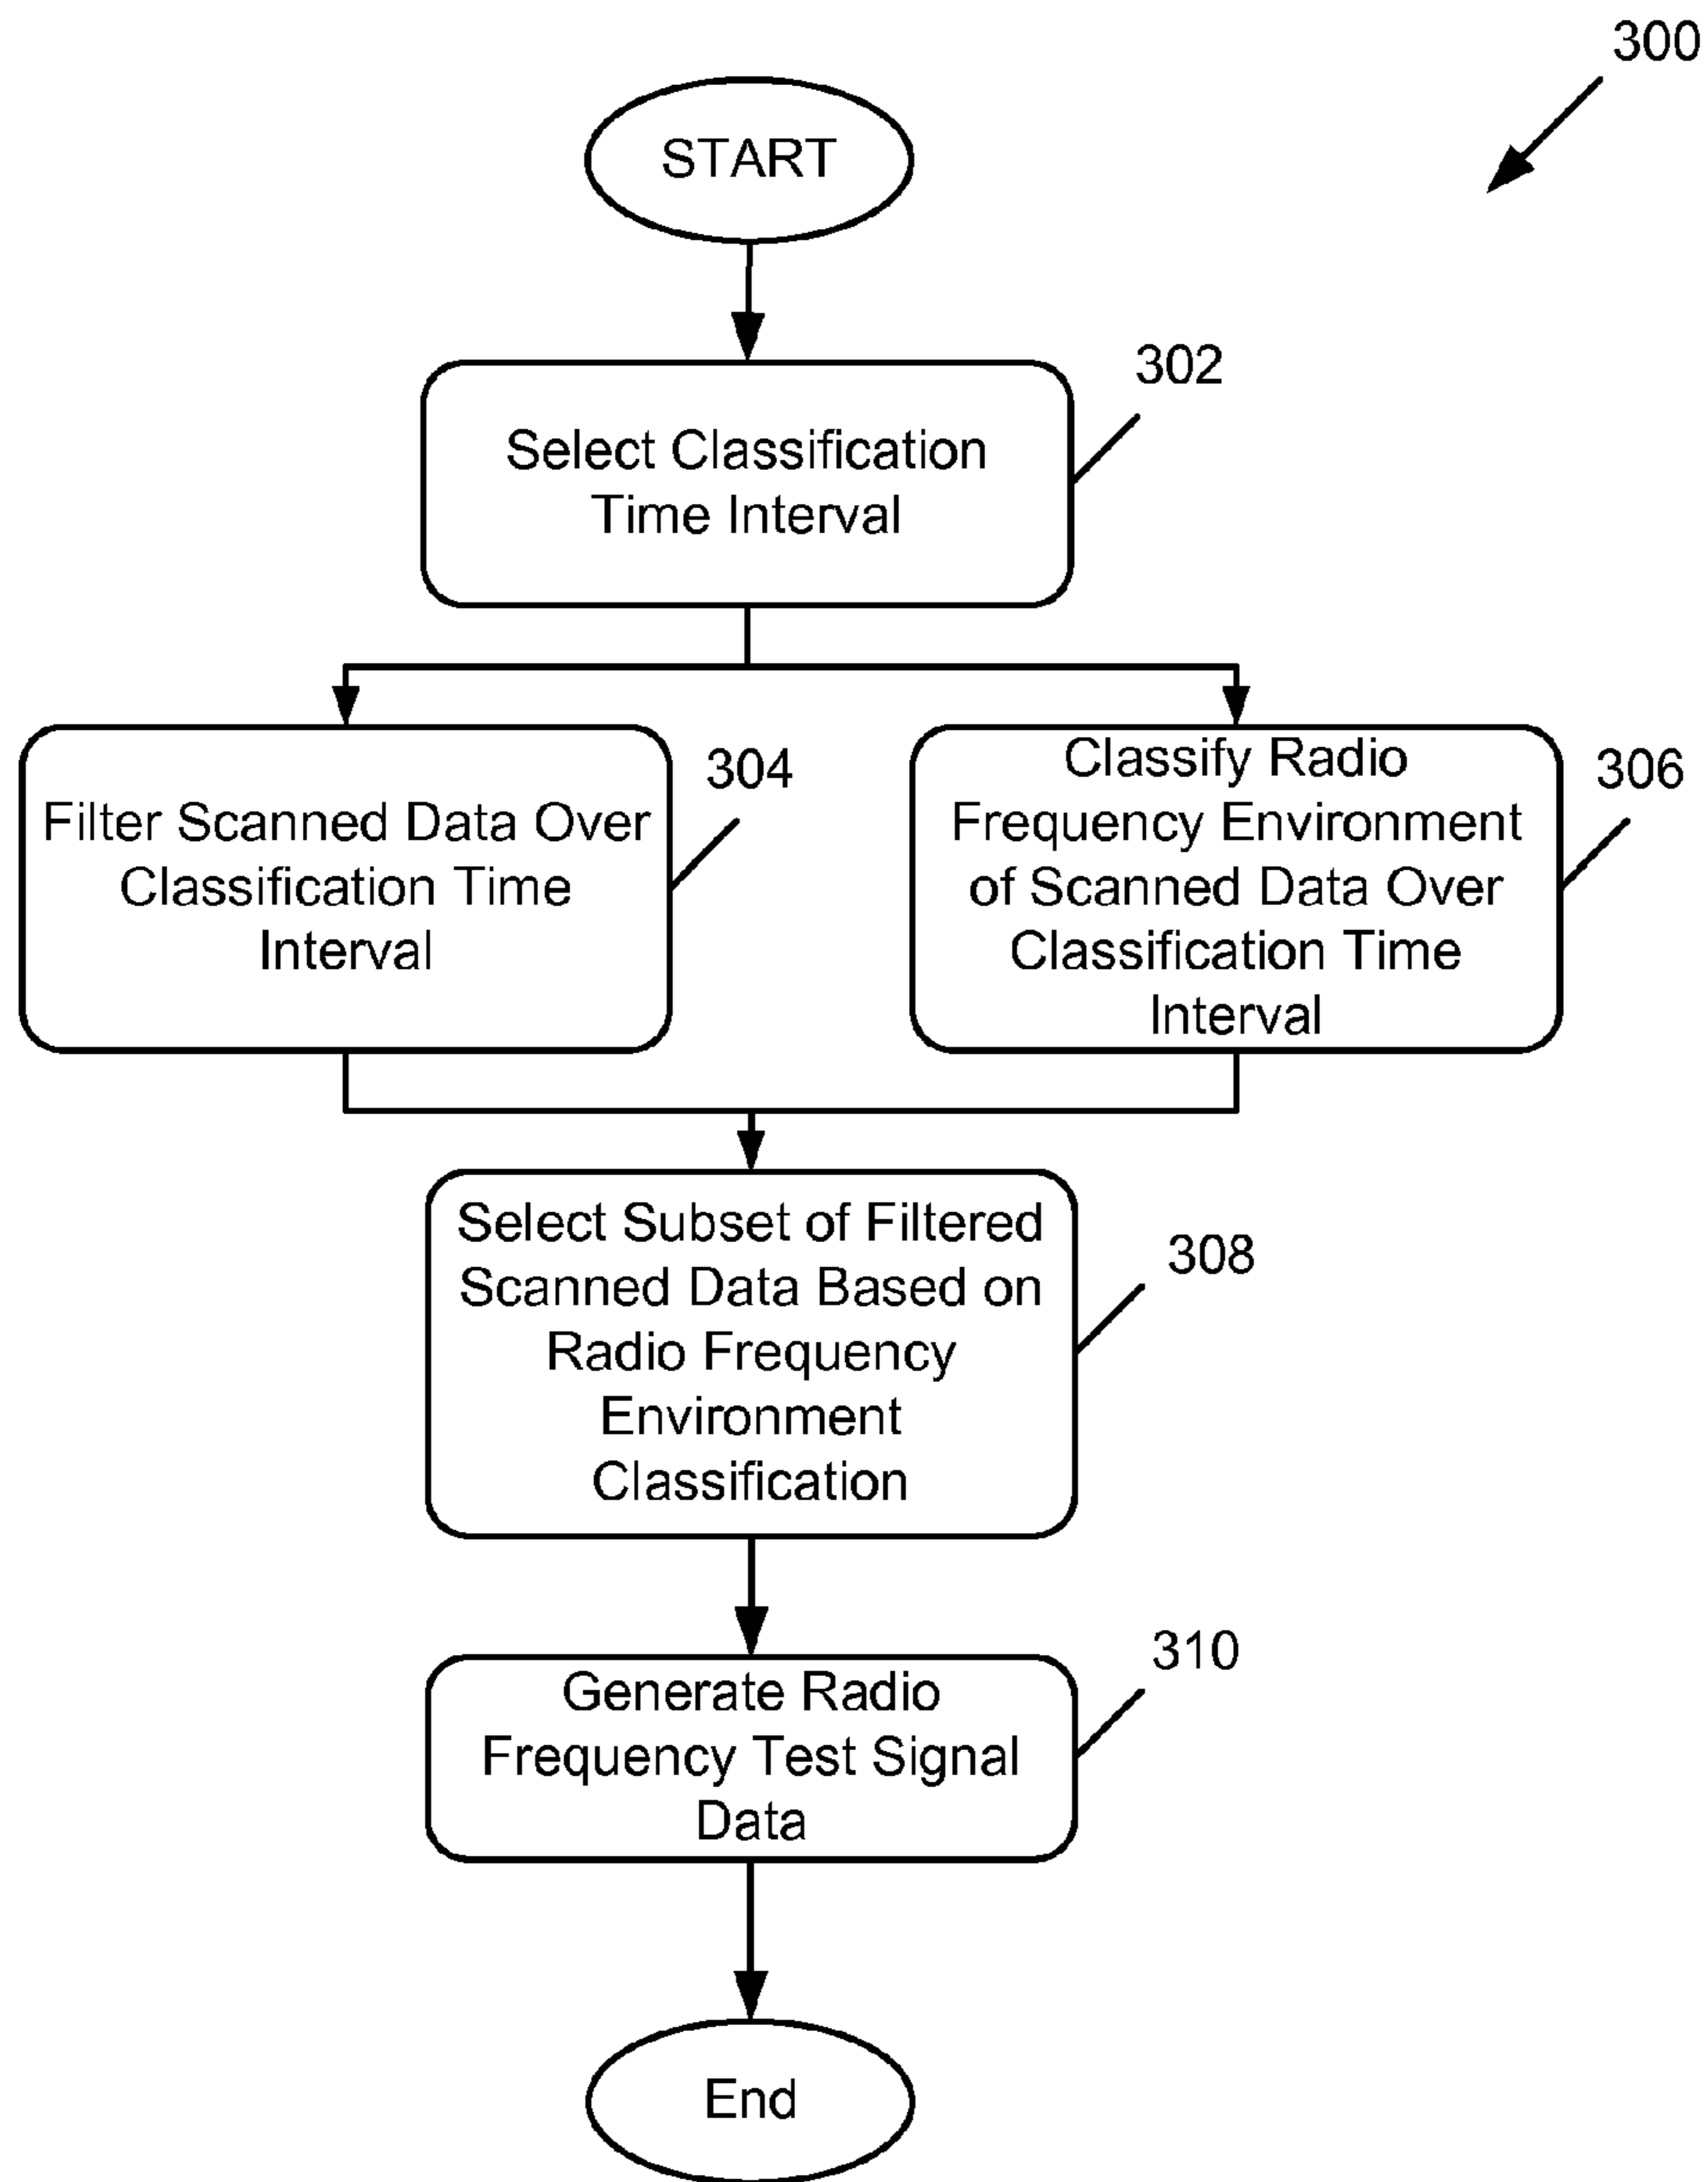 300
START
302
Select Classification
Time Interval
304
Filter Scanned Data Over
Classification Time
Interval
306
Classify Radio
Frequency Environment
of Scanned Data Over
Classification Time
Interval
308
Select Subset of Filtered
Scanned Data Based on
Radio Frequency
Environment
Classification
310
Generate Radio
Frequency Test Signal
Data
End